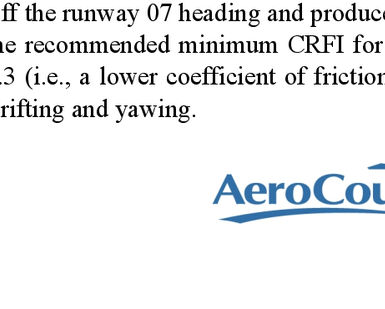 ff the runway 07 heading and produce
he recommended minimum CRFI for
.3 (i.e., a lower coefficient of friction
rifting and yawing.
AeroCou